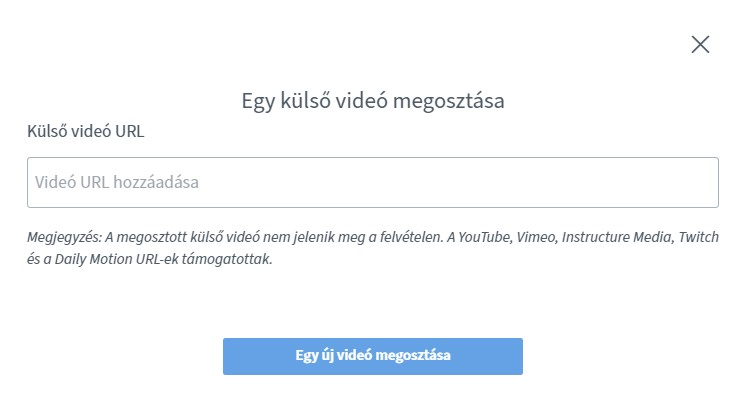 Egy külső videó megosztása
Külső videó URL
Videó URL hozzáadása
Megjegyzés: A megosztott külső videó nem jelenik meg a felvételen. A YouTube, Vimeo, Instructure Media, Twitch
és a Daily Motion URL-ek támogatottak.
Egy új videó megosztása